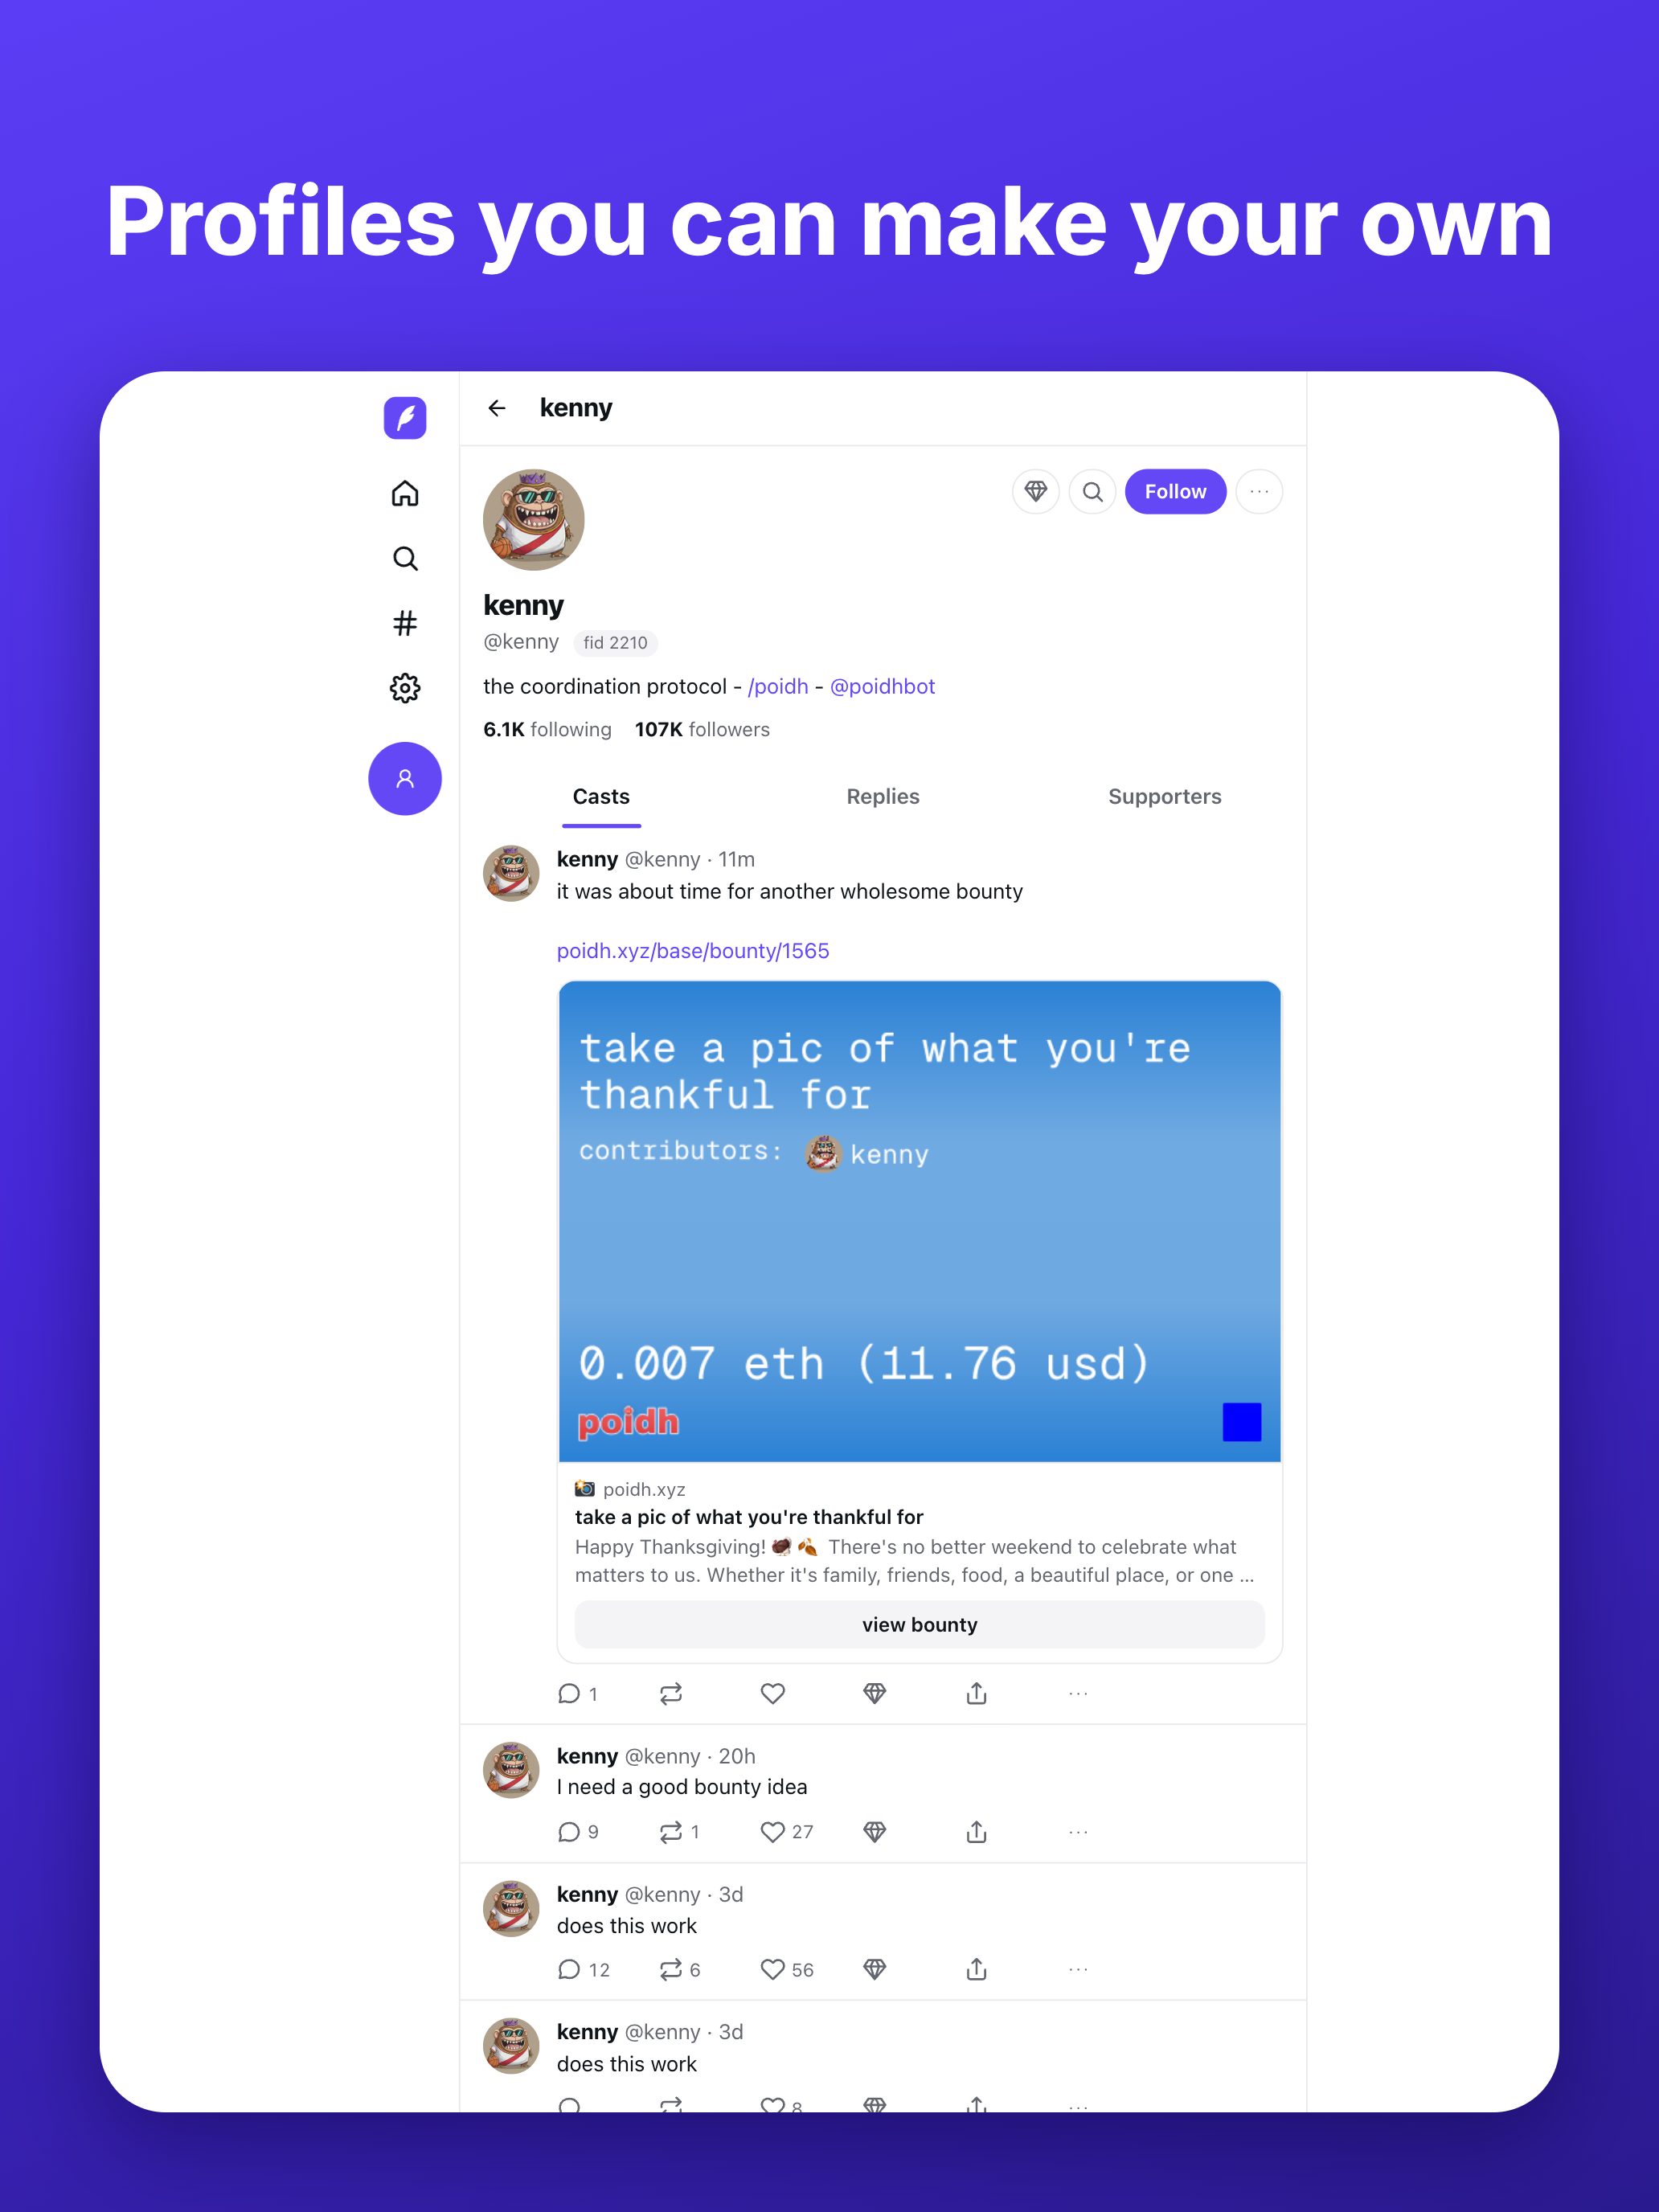 Profiles you can make your own
kenny
Follow
kenny
@kenny fid 2210
the coordination protocol - /poidh - @poidhbot
6.1K following 107K followers
Casts Replies Supporters
kenny @kenny · 11m
it was about time for another wholesome bounty
poidh.xyz/base/bounty/1565
take a pic of what you're
thankful for
contributors: kenny
0.007 eth (11.76 usd)
poidh
poidh.xyz
take a pic of what you're thankful for
Happy Thanksgiving! 🦃 🍂 There's no better weekend to celebrate what
matters to us. Whether it's family, friends, food, a beautiful place, or one ...
view bounty
1
kenny @kenny · 20h
I need a good bounty idea
9 1 27
kenny @kenny · 3d
does this work
12 6 56
kenny @kenny · 3d
does this work
8